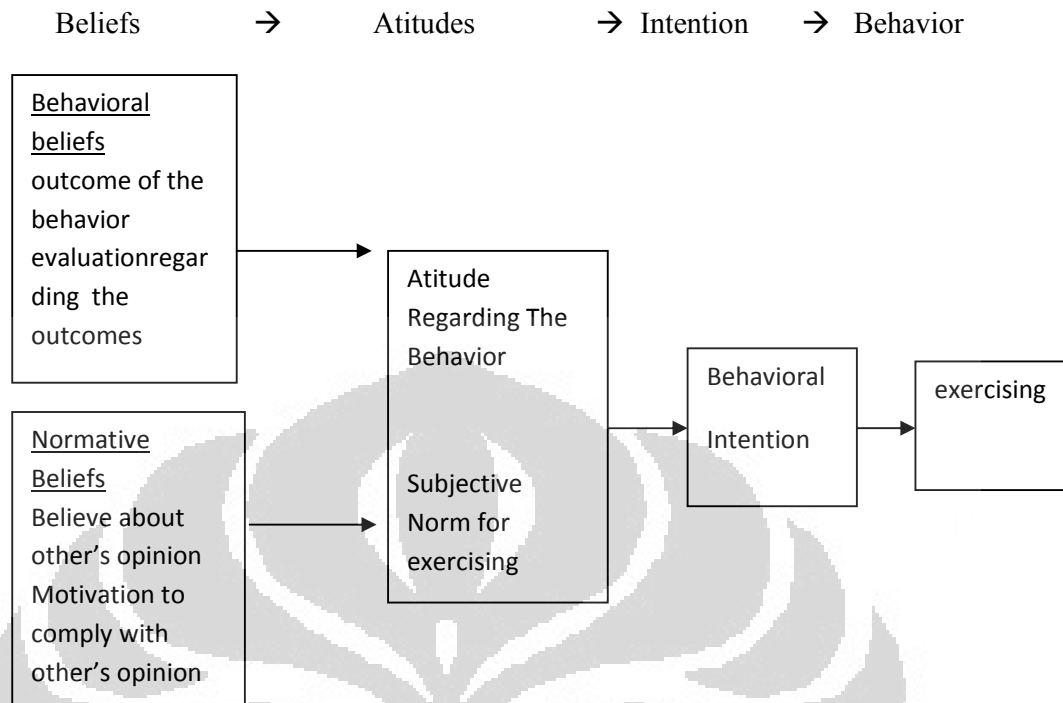 Beliefs → Atitudes → Intention → Behavior
Behavioral
beliefs
outcome of the
behavior
evaluationregar
ding the
outcomes
Normative
Beliefs
Believe about
other's opinion
Motivation to
comply with
other's opinion
Atitude
Regarding The
Behavior
Subjective
Norm for
exercising
Behavioral
Intention
exercising